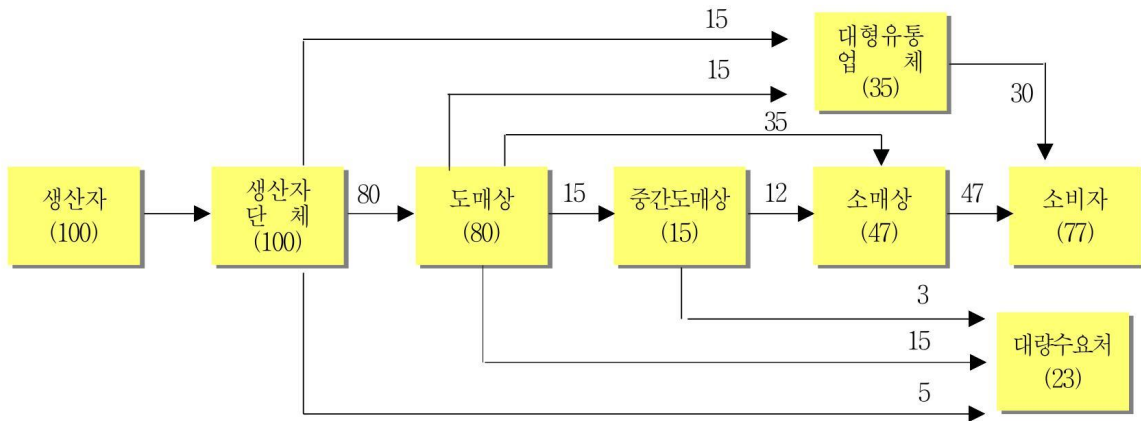 15
대형유통
업 체
(35)
15
30
35
생산자
(100)
생산자
단 체
(100)
80
도매상
(80)
15
중간도매상
(15)
12
소매상
(47)
47
소비자
(77)
3
15
5
대량수요처
(23)